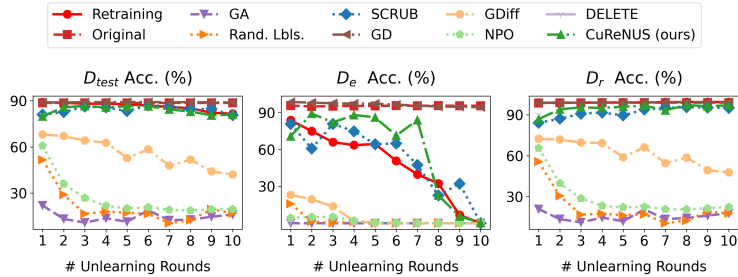 Retraining GA SCRUB GDiff DELETE
Original Rand. Lbls. GD NPO CuReNUS (ours)
D_test Acc. (%) D_e Acc. (%) D_r Acc. (%)
90 90 90
60 60 60
30 30 30
1 2 3 4 5 6 7 8 9 10 1 2 3 4 5 6 7 8 9 10 1 2 3 4 5 6 7 8 9 10
# Unlearning Rounds # Unlearning Rounds # Unlearning Rounds